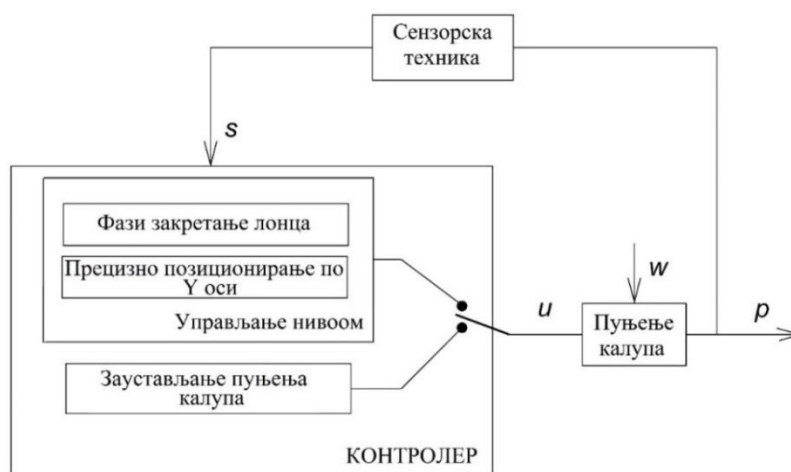 Сензорска
техника
s
Фази закретање лонца
Прецизно позиционирање по
Y оси
Управљање нивоом
w
u
Пуњење
калупа
p
Заустављање пуњења
калупа
КОНТРОЛЕР